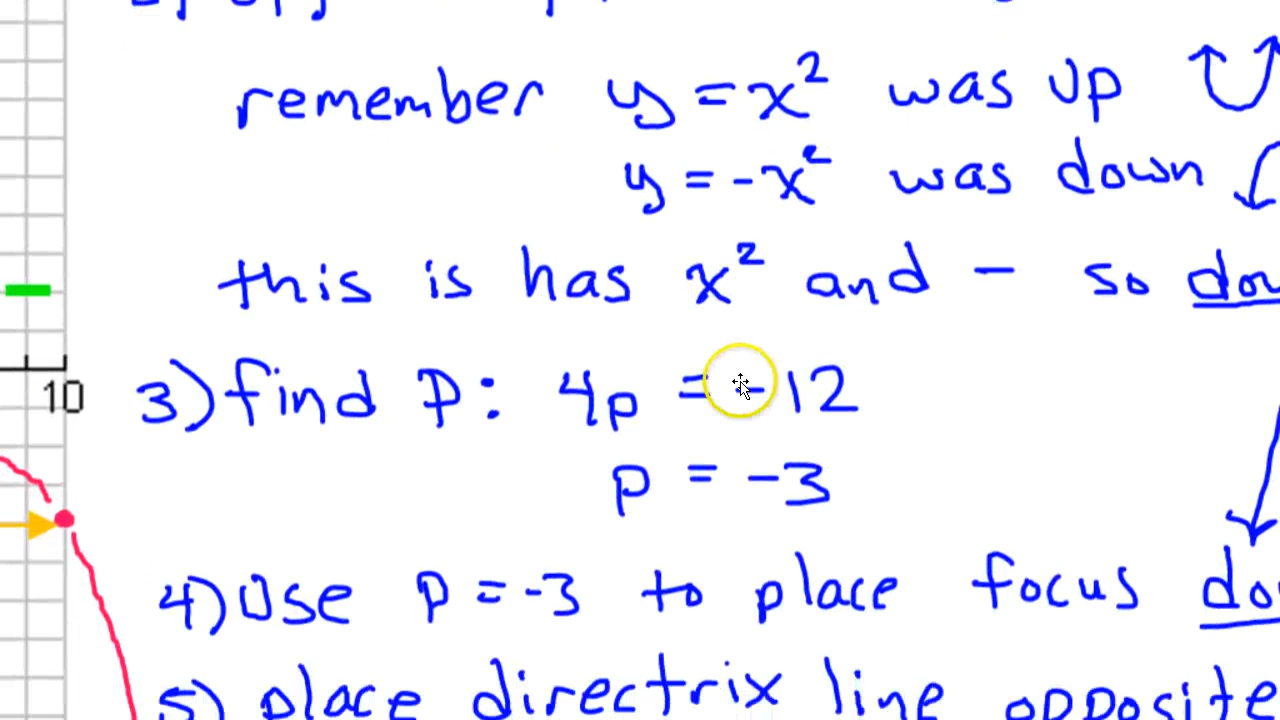 remember y = x² was up
y = -x² was down
this is has x² and - so
10
3) find P: 4p = -12
p = -3
4) Use p = -3 to place focus
5) place directrix line opposite